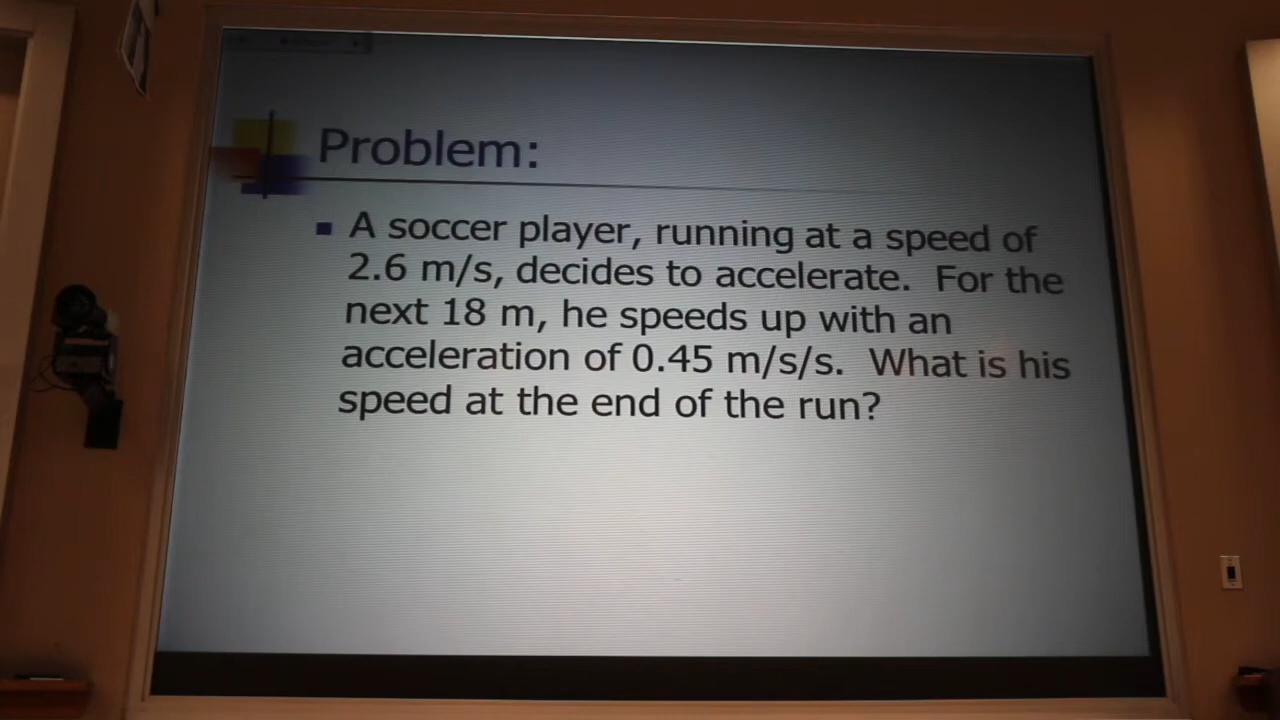 Problem:
A soccer player, running at a speed of
2.6 m/s, decides to accelerate.  For the
next 18 m, he speeds up with an
acceleration of 0.45 m/s/s.  What is his
speed at the end of the run?